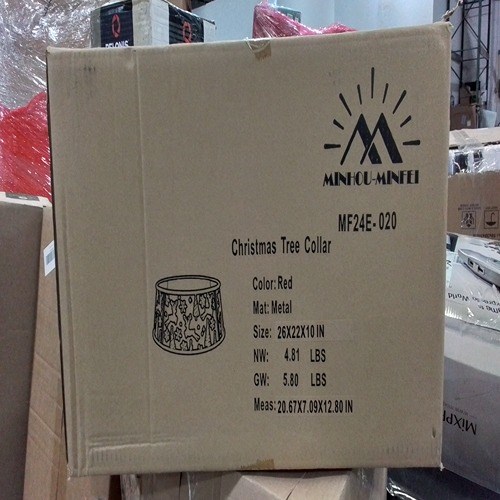 MINHOU-MINFEI
MF24E-020
Christmas Tree Collar
Color: Red
Mat: Metal
Size: 26X22X10 IN
NW: 4.81 LBS
GW: 5.80 LBS
Meas: 20.67X7.09X12.80 IN
World